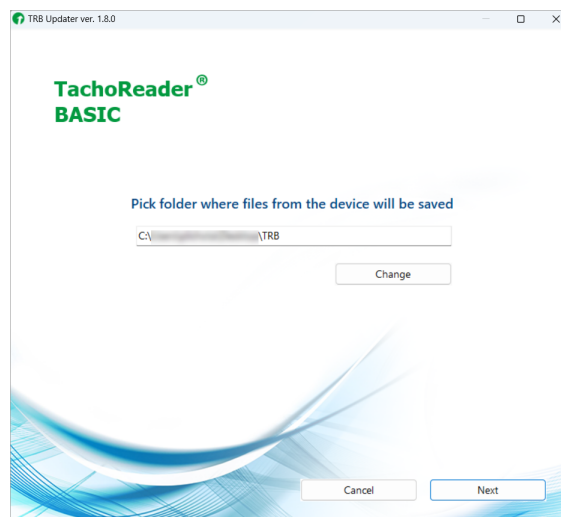 TRB Updater ver. 1.8.0
TachoReader®
BASIC
Pick folder where files from the device will be saved
C:\ \TRB
Change
Cancel
Next